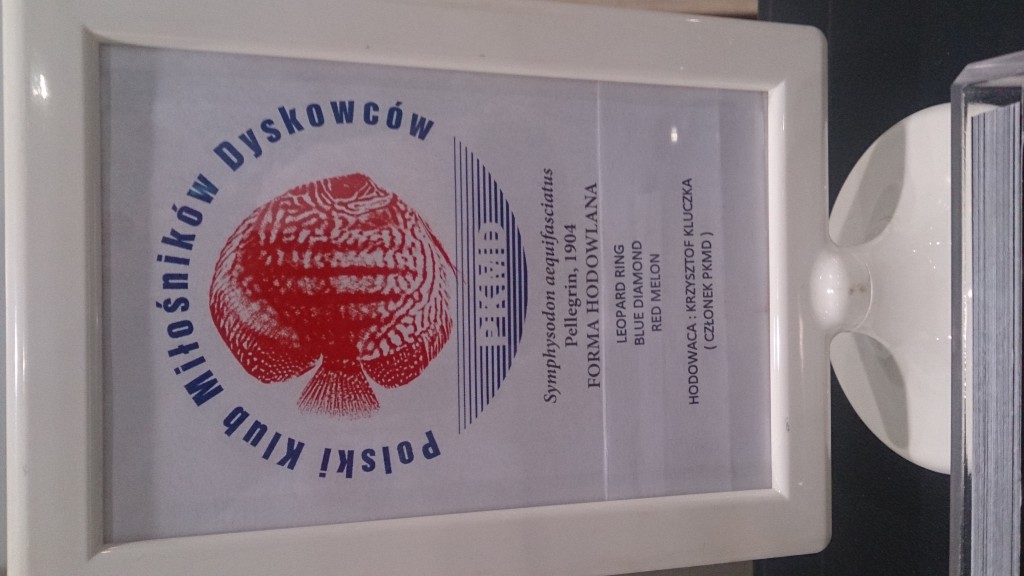 Polski Klub Miłośników Dyskowców
PKMD
Symphysodon aequifasciatus
Pellegrin, 1904
FORMA HODOWLANA
LEOPARD RING
BLUE DIAMOND
RED MELON
HODOWACA : KRZYSZTOF KLUCZKA
( CZŁONEK PKMD )